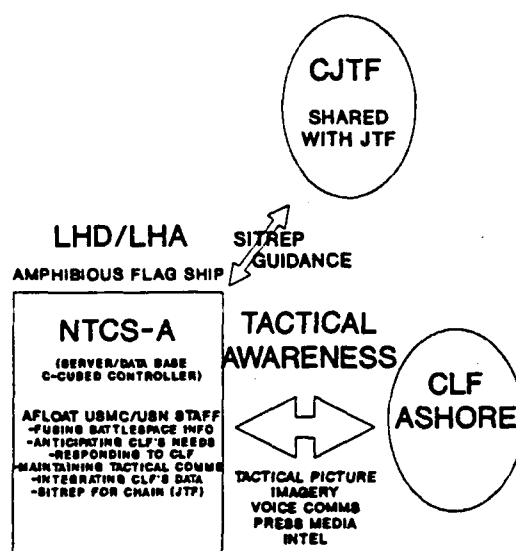 CJTF
SHARED
WITH JTF
LHD/LHA
AMPHIBIOUS FLAG SHIP
SITREP
GUIDANCE
NTCS-A
(SERVER/DATA BASE
C-CUBED CONTROLLER)
AFLOAT USMC/USN STAFF
-FUSING BATTLESPACE INFO
-ANTICIPATING CLF'S NEEDS
-RESPONDING TO CLF
-MAINTAINING TACTICAL COMMS
-INTEGRATING CLF'S DATA
-SITREP FOR CHAIN (JTF)
TACTICAL
AWARENESS
TACTICAL PICTURE
IMAGERY
VOICE COMMS
PRESS MEDIA
INTEL
CLF
ASHORE